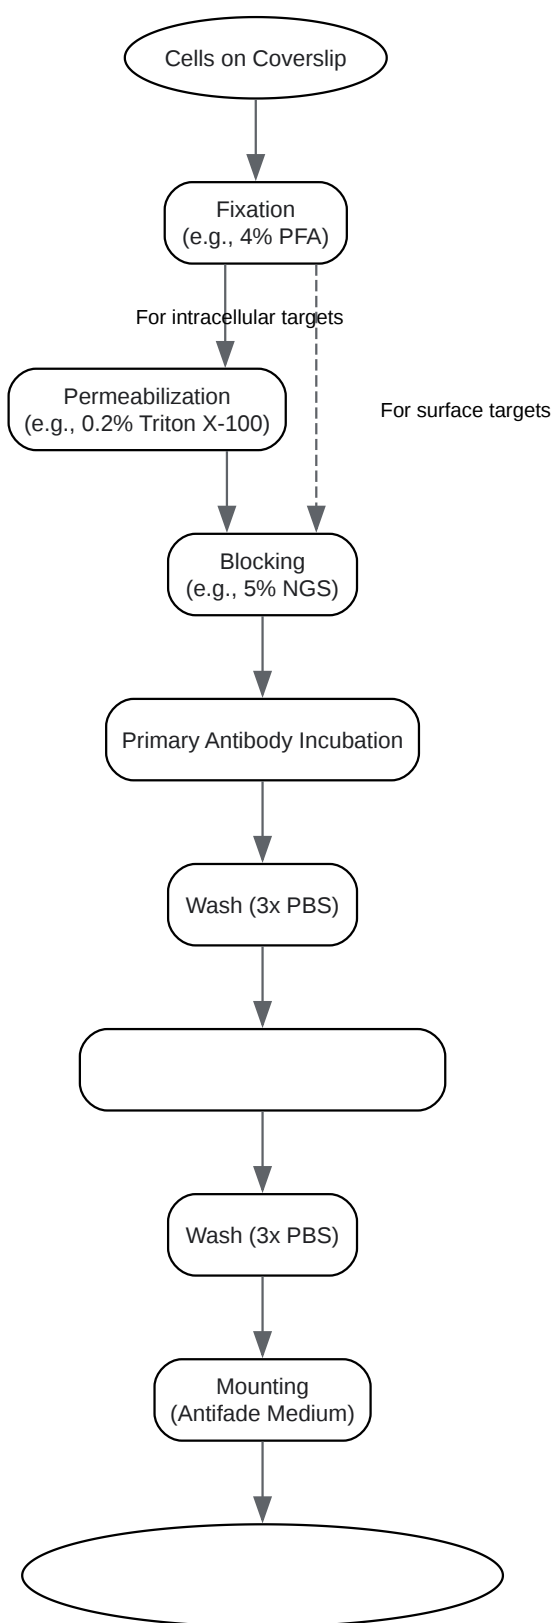 Cells on Coverslip
Fixation
(e.g., 4% PFA)
For intracellular targets
Permeabilization
(e.g., 0.2% Triton X-100)
For surface targets
Blocking
(e.g., 5% NGS)
Primary Antibody Incubation
Wash (3x PBS)
Wash (3x PBS)
Mounting
(Antifade Medium)